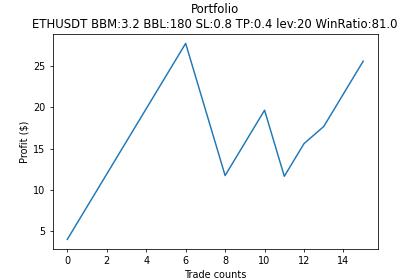 Portfolio
ETHUSDT BBM:3.2 BBL:180 SL:0.8 TP:0.4 lev:20 WinRatio:81.0
25
20
15
10
5
Profit ($)
0 2 4 6 8 10 12 14
Trade counts